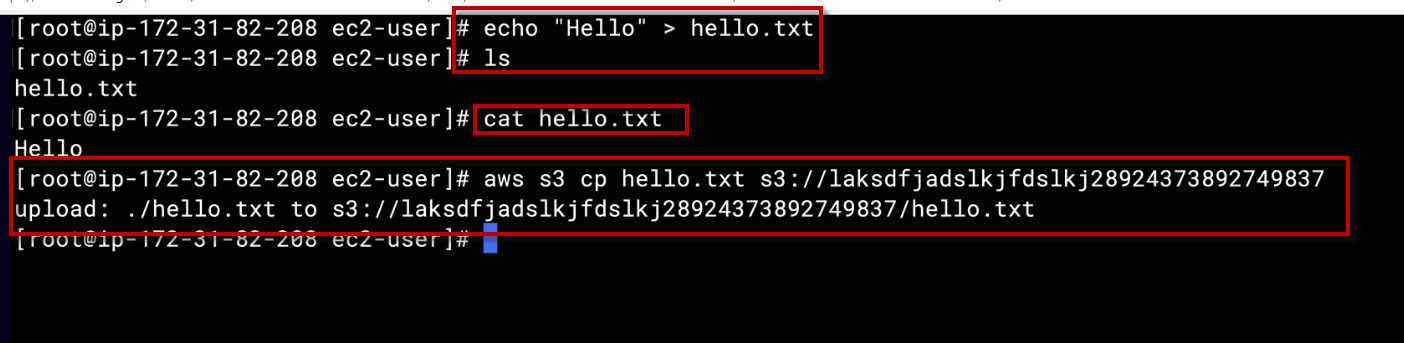 [root@ip-172-31-82-208 ec2-user]# echo "Hello" > hello.txt
[root@ip-172-31-82-208 ec2-user]# ls
hello.txt
[root@ip-172-31-82-208 ec2-user]# cat hello.txt
Hello
[root@ip-172-31-82-208 ec2-user]# aws s3 cp hello.txt s3://laksdfjadslkjfdslkj28924373892749837
upload: ./hello.txt to s3://laksdfjadslkjfdslkj28924373892749837/hello.txt
[root@ip-172-31-82-208 ec2-user]#